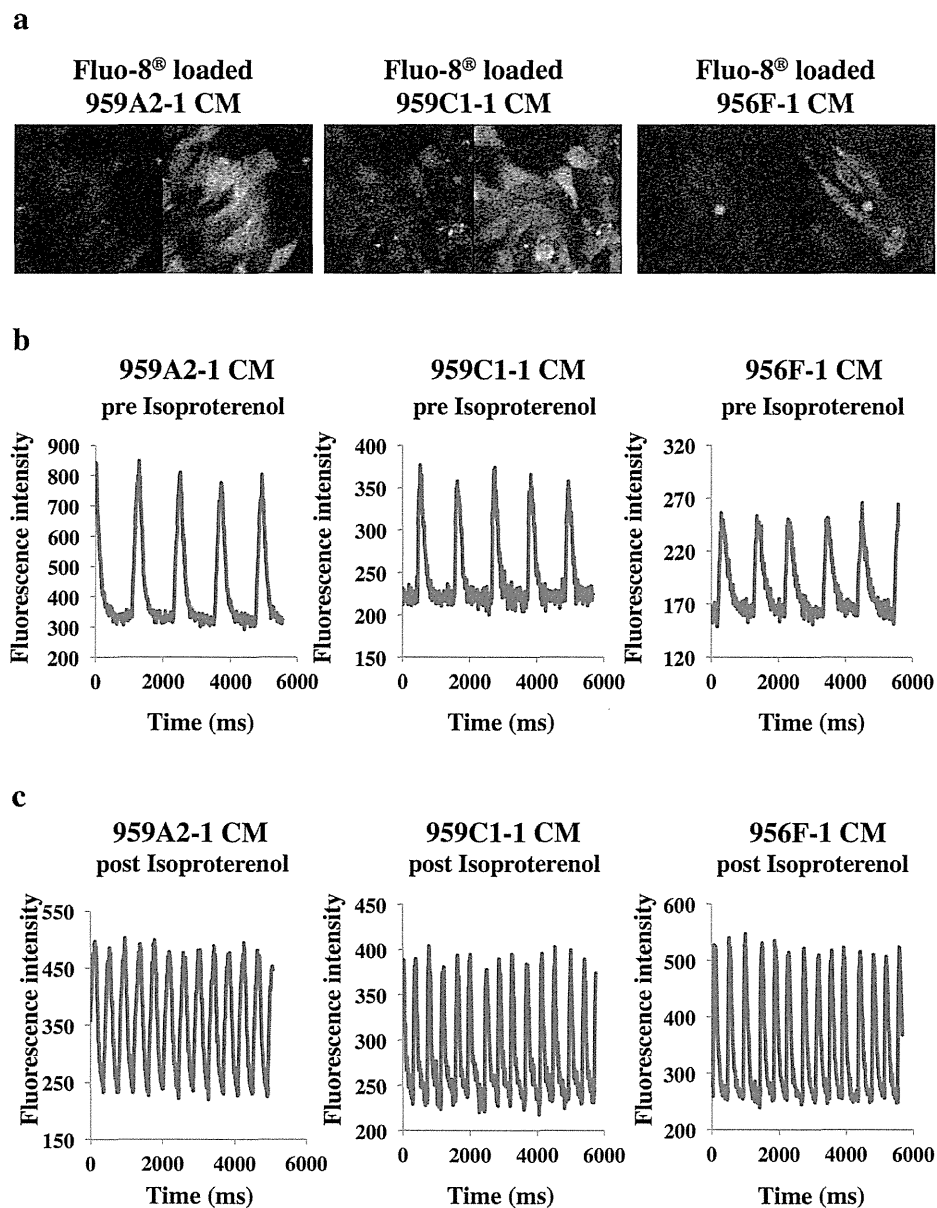 a
Fluo-8® loaded
959A2-1 CM
Fluo-8® loaded
959C1-1 CM
Fluo-8® loaded
956F-1 CM
b
959A2-1 CM
pre Isoproterenol
Fluorescence intensity
900
800
700
600
500
400
300
200
0 2000 4000 6000
Time (ms)
959C1-1 CM
pre Isoproterenol
Fluorescence intensity
400
350
300
250
200
150
0 2000 4000 6000
Time (ms)
956F-1 CM
pre Isoproterenol
Fluorescence intensity
320
270
220
170
120
0 2000 4000 6000
Time (ms)
c
959A2-1 CM
post Isoproterenol
Fluorescence intensity
550
450
350
250
150
0 2000 4000 6000
Time (ms)
959C1-1 CM
post Isoproterenol
Fluorescence intensity
450
400
350
300
250
200
0 2000 4000 6000
Time (ms)
956F-1 CM
post Isoproterenol
Fluorescence intensity
600
500
400
300
200
0 2000 4000 6000
Time (ms)